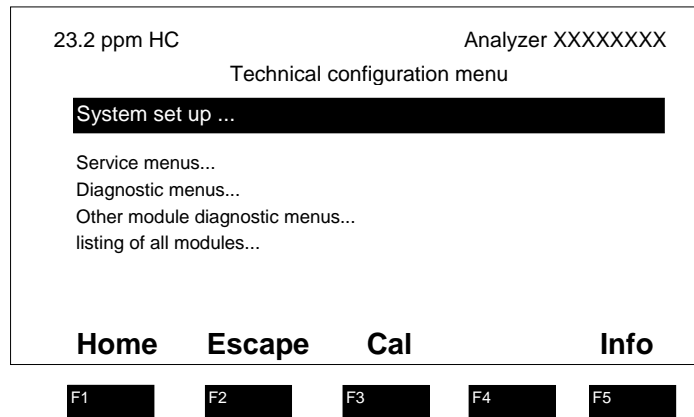 23.2 ppm HC Analyzer XXXXXXXX
Technical configuration menu
System set up ...
Service menus...
Diagnostic menus...
Other module diagnostic menus...
listing of all modules...
Home Escape Cal Info
F1 F2 F3 F4 F5